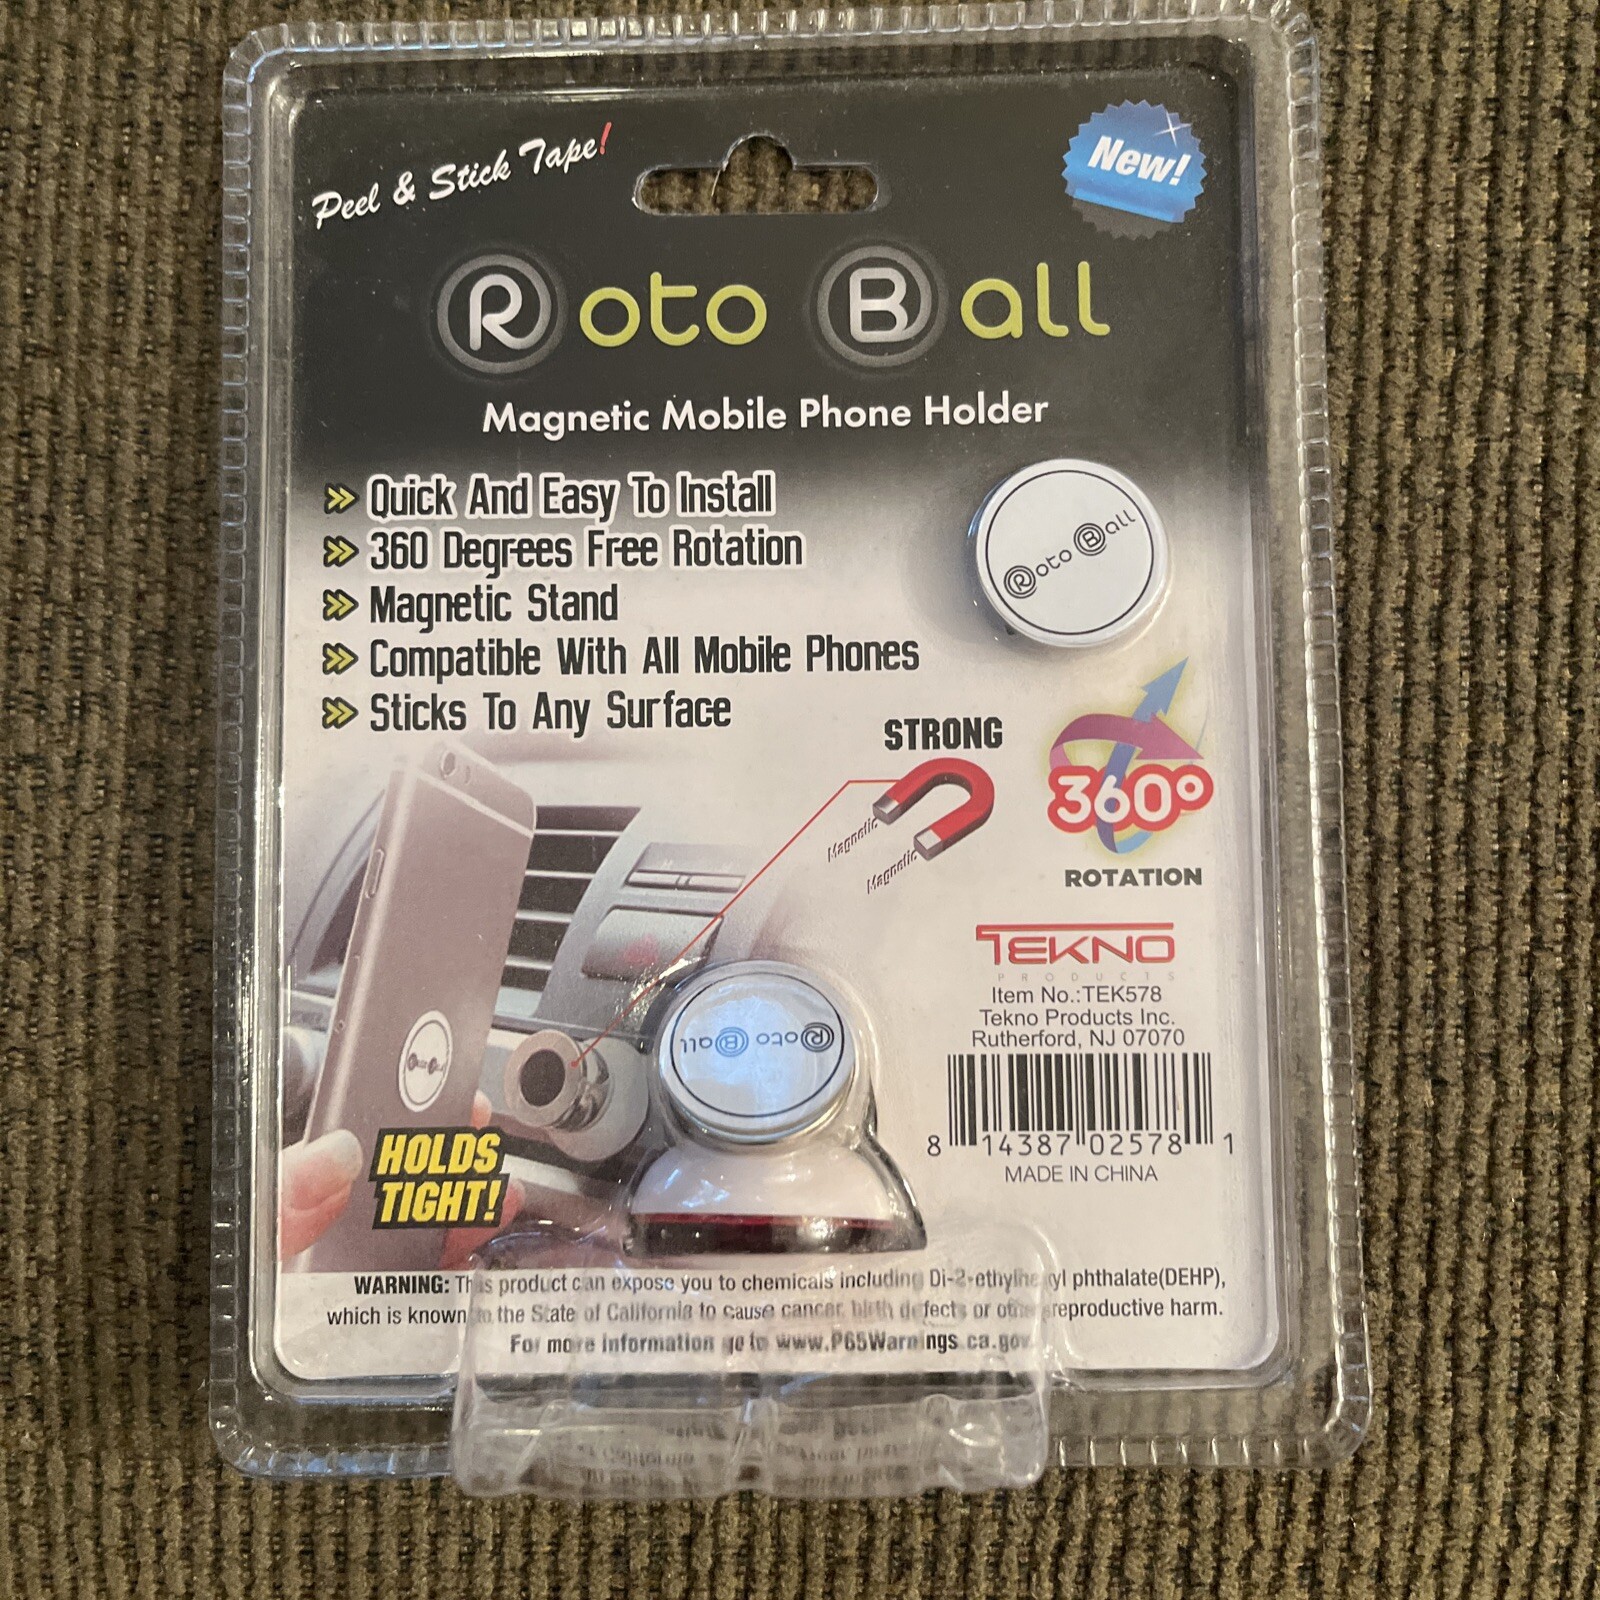 Peel & Stick Tape!
New!
Roto Ball
Magnetic Mobile Phone Holder
Quick And Easy To Install
360 Degrees Free Rotation
Magnetic Stand
Compatible With All Mobile Phones
Sticks To Any Surface
Roto Ball
STRONG
Magnetic
Magnetic
360°
ROTATION
TEKNO
PRODUCTS
Item No.:TEK578
Tekno Products Inc.
Rutherford, NJ 07070
8 14387 02578 1
MADE IN CHINA
Roto Ball
HOLDS
TIGHT!
WARNING: This product can expose you to chemicals including Di-2-ethylhexyl phthalate(DEHP),
which is known to the State of California to cause cancer, birth defects or other reproductive harm.
For more information go to www.P65Warnings.ca.gov